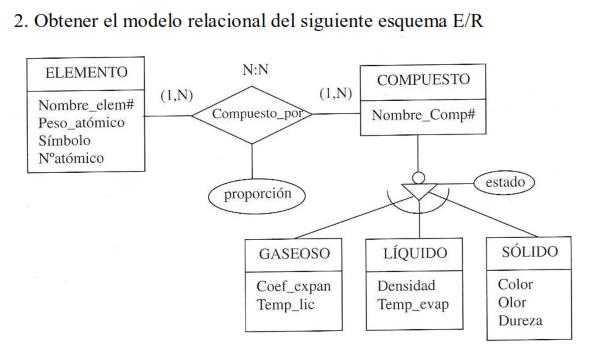 2. Obtener el modelo relacional del siguiente esquema E/R
ELEMENTO
Nombre_elem#
Peso_atómico
Símbolo
Nºatómico
(1,N)
N:N
Compuesto_por
(1,N)
proporción
COMPUESTO
Nombre_Comp#
estado
GASEOSO
Coef_expan
Temp_lic
LÍQUIDO
Densidad
Temp_evap
SÓLIDO
Color
Olor
Dureza